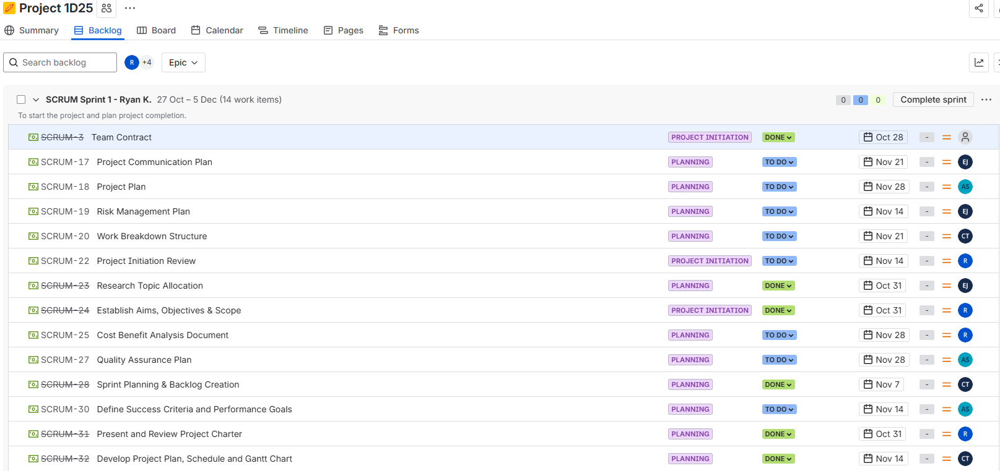 Project 1D25
Summary Backlog Board Calendar Timeline Pages Forms
Search backlog R +4 Epic
SCRUM Sprint 1 - Ryan K. 27 Oct – 5 Dec (14 work items) 0 0 0 Complete sprint
To start the project and plan project completion.
SCRUM-3 Team Contract PROJECT INITIATION DONE Oct 28 -
SCRUM-17 Project Communication Plan PLANNING TO DO Nov 21 - EJ
SCRUM-18 Project Plan PLANNING TO DO Nov 28 - AS
SCRUM-19 Risk Management Plan PLANNING TO DO Nov 14 - EJ
SCRUM-20 Work Breakdown Structure PLANNING TO DO Nov 21 - CT
SCRUM-22 Project Initiation Review PROJECT INITIATION TO DO Nov 14 - R
SCRUM-23 Research Topic Allocation PLANNING DONE Oct 31 - EJ
SCRUM-24 Establish Aims, Objectives & Scope PROJECT INITIATION DONE Oct 31 - R
SCRUM-25 Cost Benefit Analysis Document PLANNING TO DO Nov 28 - R
SCRUM-27 Quality Assurance Plan PLANNING TO DO Nov 28 - AS
SCRUM-28 Sprint Planning & Backlog Creation PLANNING DONE Nov 7 - CT
SCRUM-30 Define Success Criteria and Performance Goals PLANNING TO DO Nov 14 - AS
SCRUM-31 Present and Review Project Charter PLANNING DONE Oct 31 - R
SCRUM-32 Develop Project Plan, Schedule and Gantt Chart PLANNING DONE Nov 14 - CT